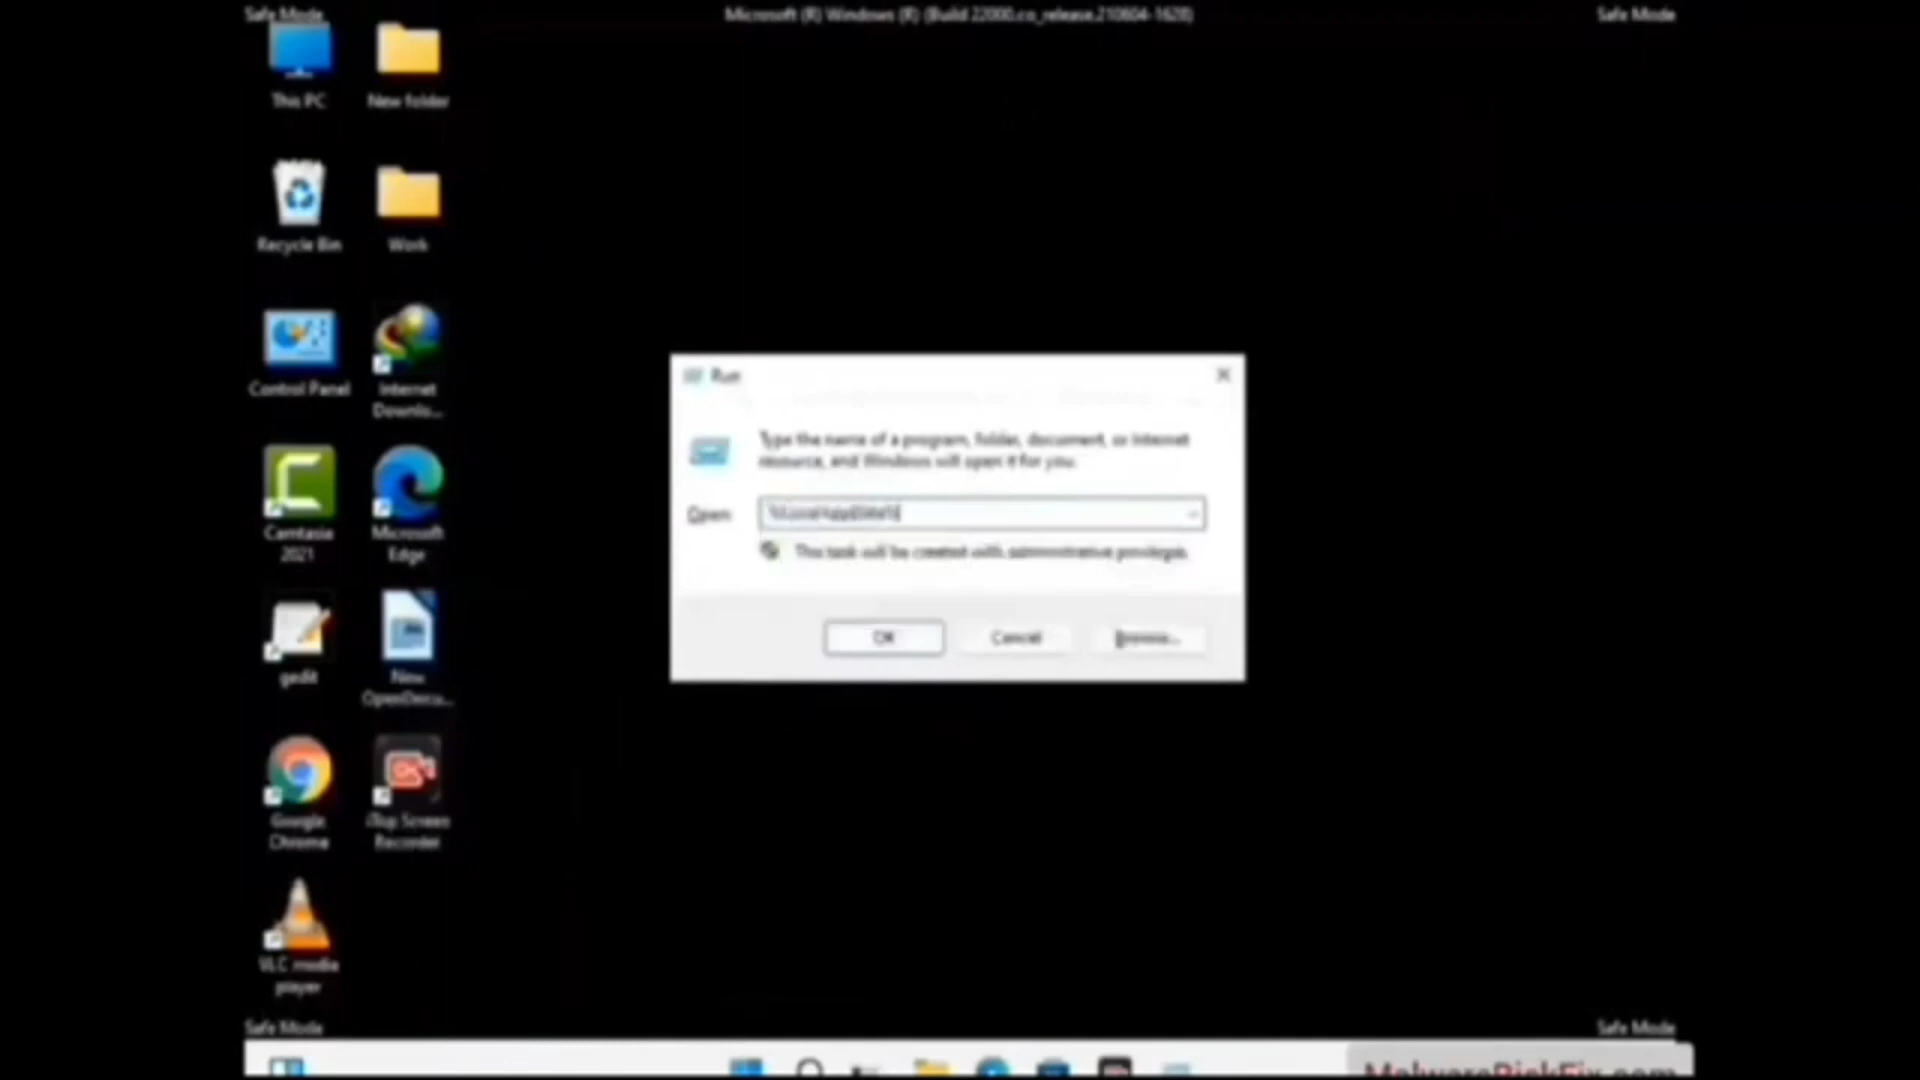 Safe Mode
Microsoft (R) Windows (R) (Build 22000.co_release.210604-1628)
Safe Mode
This PC
New folder
Recycle Bin
Work
Control Panel
Internet
Downlo...
Camtasia
2021
Microsoft
Edge
gedit
New
OpenDocu...
Google
Chrome
iTop Screen
Recorder
VLC media
player
Run
Type the name of a program, folder, document, or Internet
resource, and Windows will open it for you.
Open:
This task will be created with administrative privileges.
OK
Cancel
Browse...
Safe Mode
Safe Mode
MalwareRiskFix.com